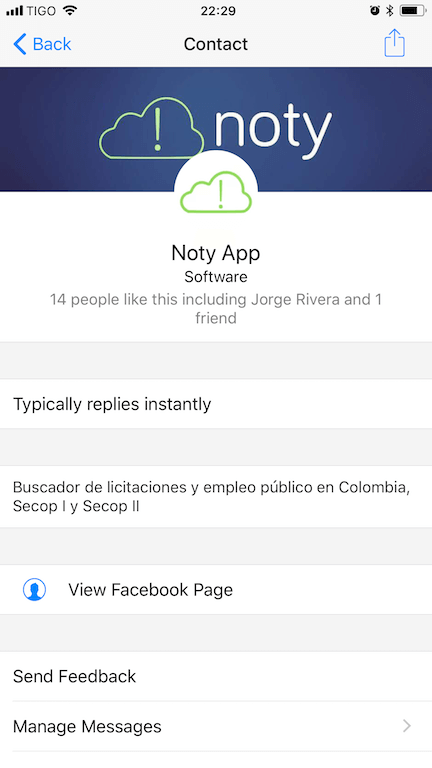 TIGO 22:29
Back Contact
noty
Noty App
Software
14 people like this including Jorge Rivera and 1
friend
Typically replies instantly
Buscador de licitaciones y empleo público en Colombia,
Secop I y Secop II
View Facebook Page
Send Feedback
Manage Messages